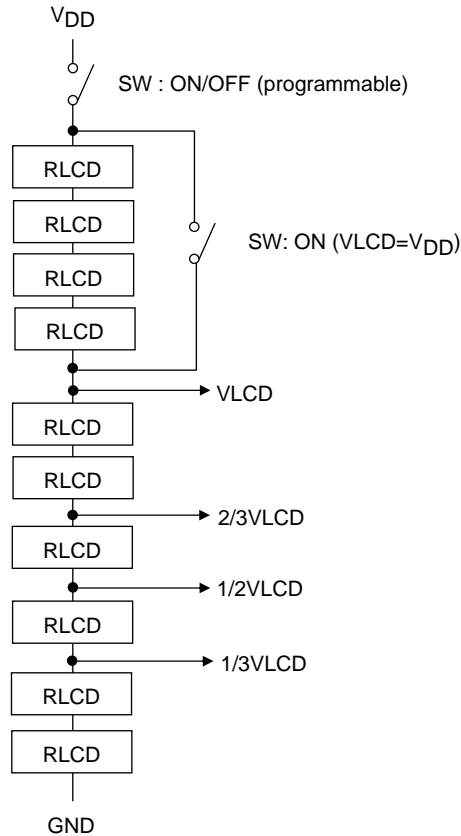 VDD
SW : ON/OFF (programmable)
RLCD
RLCD
RLCD
SW: ON (VLCD=VDD)
RLCD
VLCD
RLCD
RLCD
2/3VLCD
RLCD
1/2VLCD
RLCD
1/3VLCD
RLCD
RLCD
GND